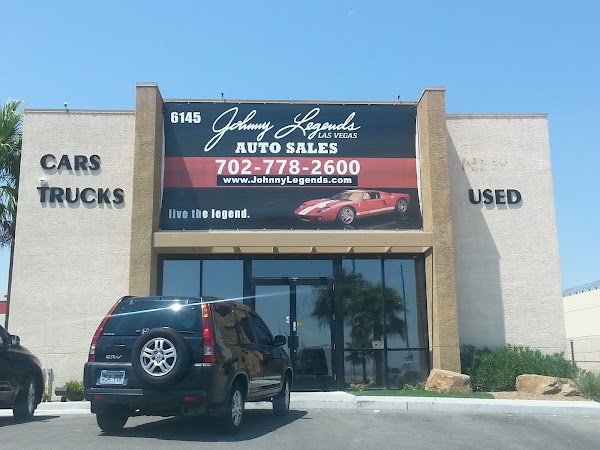 6145
Johnny Legends
LAS VEGAS
AUTO SALES
702-778-2600
www.JohnnyLegends.com
live the legend.
CARS
TRUCKS
USED
CR-V